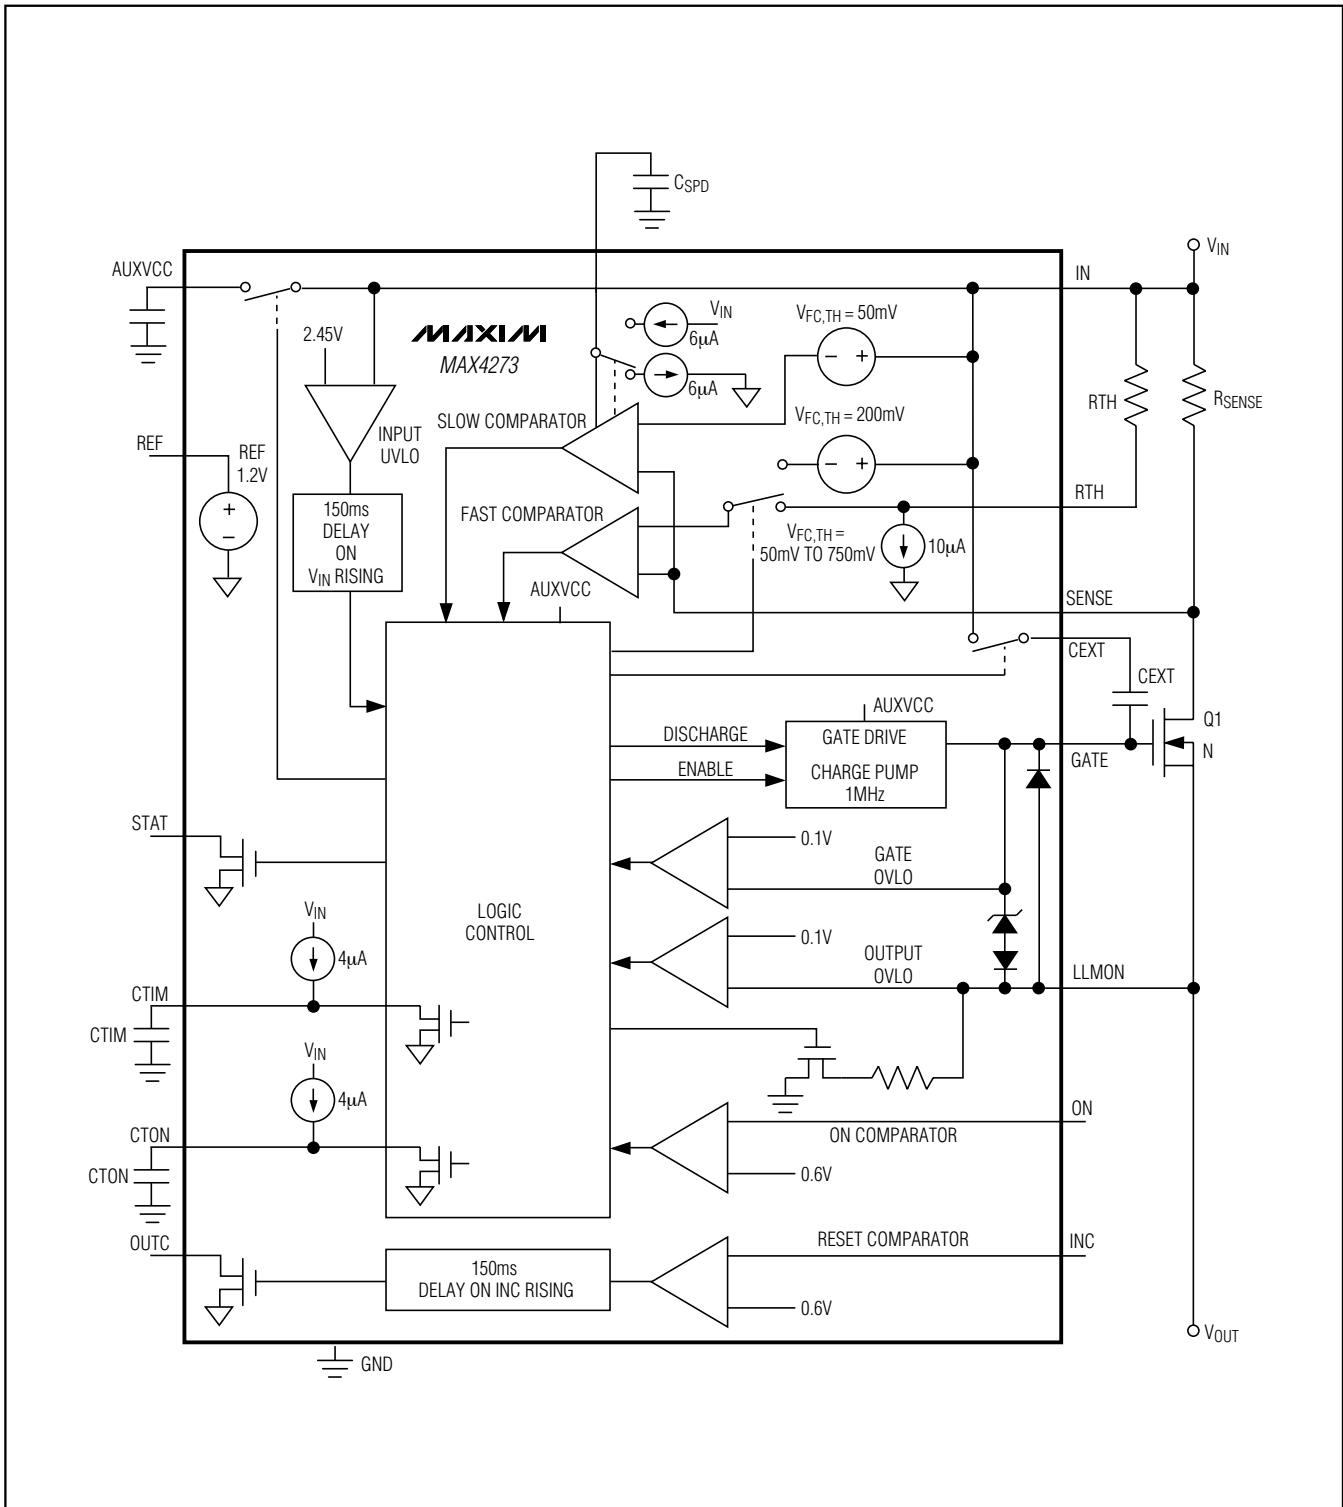 CSPD
VIN
AUXVCC
IN
2.45V
MAXIM
MAX4273
VIN
6µA
6µA
VFC,TH = 50mV
RTH
RSENSE
SLOW COMPARATOR
VFC,TH = 200mV
INPUT
UVLO
REF
REF
1.2V
RTH
150ms
DELAY
ON
VIN RISING
FAST COMPARATOR
VFC,TH =
50mV TO 750mV
10µA
AUXVCC
SENSE
CEXT
CEXT
AUXVCC
Q1
N
DISCHARGE
GATE DRIVE
GATE
ENABLE
CHARGE PUMP
1MHz
STAT
0.1V
GATE
OVLO
LOGIC
CONTROL
VIN
4µA
0.1V
OUTPUT
OVLO
LLMON
CTIM
CTIM
VIN
4µA
ON
CTON
ON COMPARATOR
CTON
0.6V
OUTC
RESET COMPARATOR
INC
150ms
DELAY ON INC RISING
0.6V
VOUT
GND